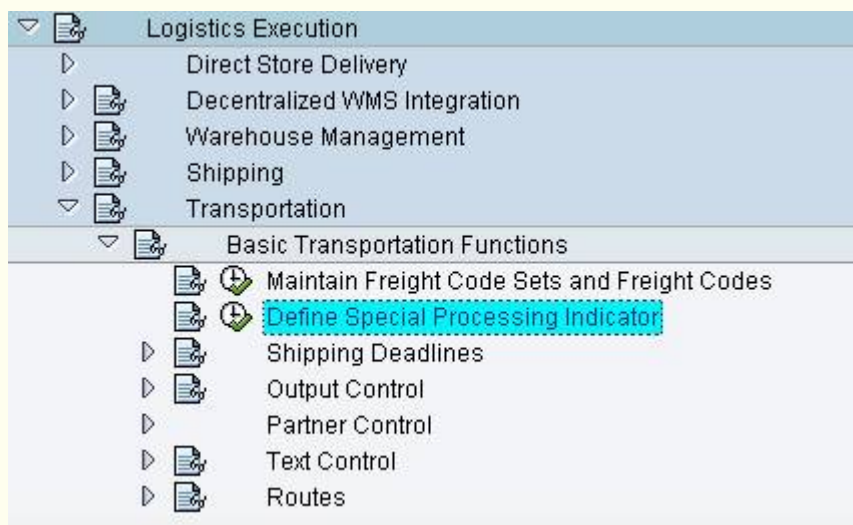 Logistics Execution
Direct Store Delivery
Decentralized WMS Integration
Warehouse Management
Shipping
Transportation
Basic Transportation Functions
Maintain Freight Code Sets and Freight Codes
Define Special Processing Indicator
Shipping Deadlines
Output Control
Partner Control
Text Control
Routes